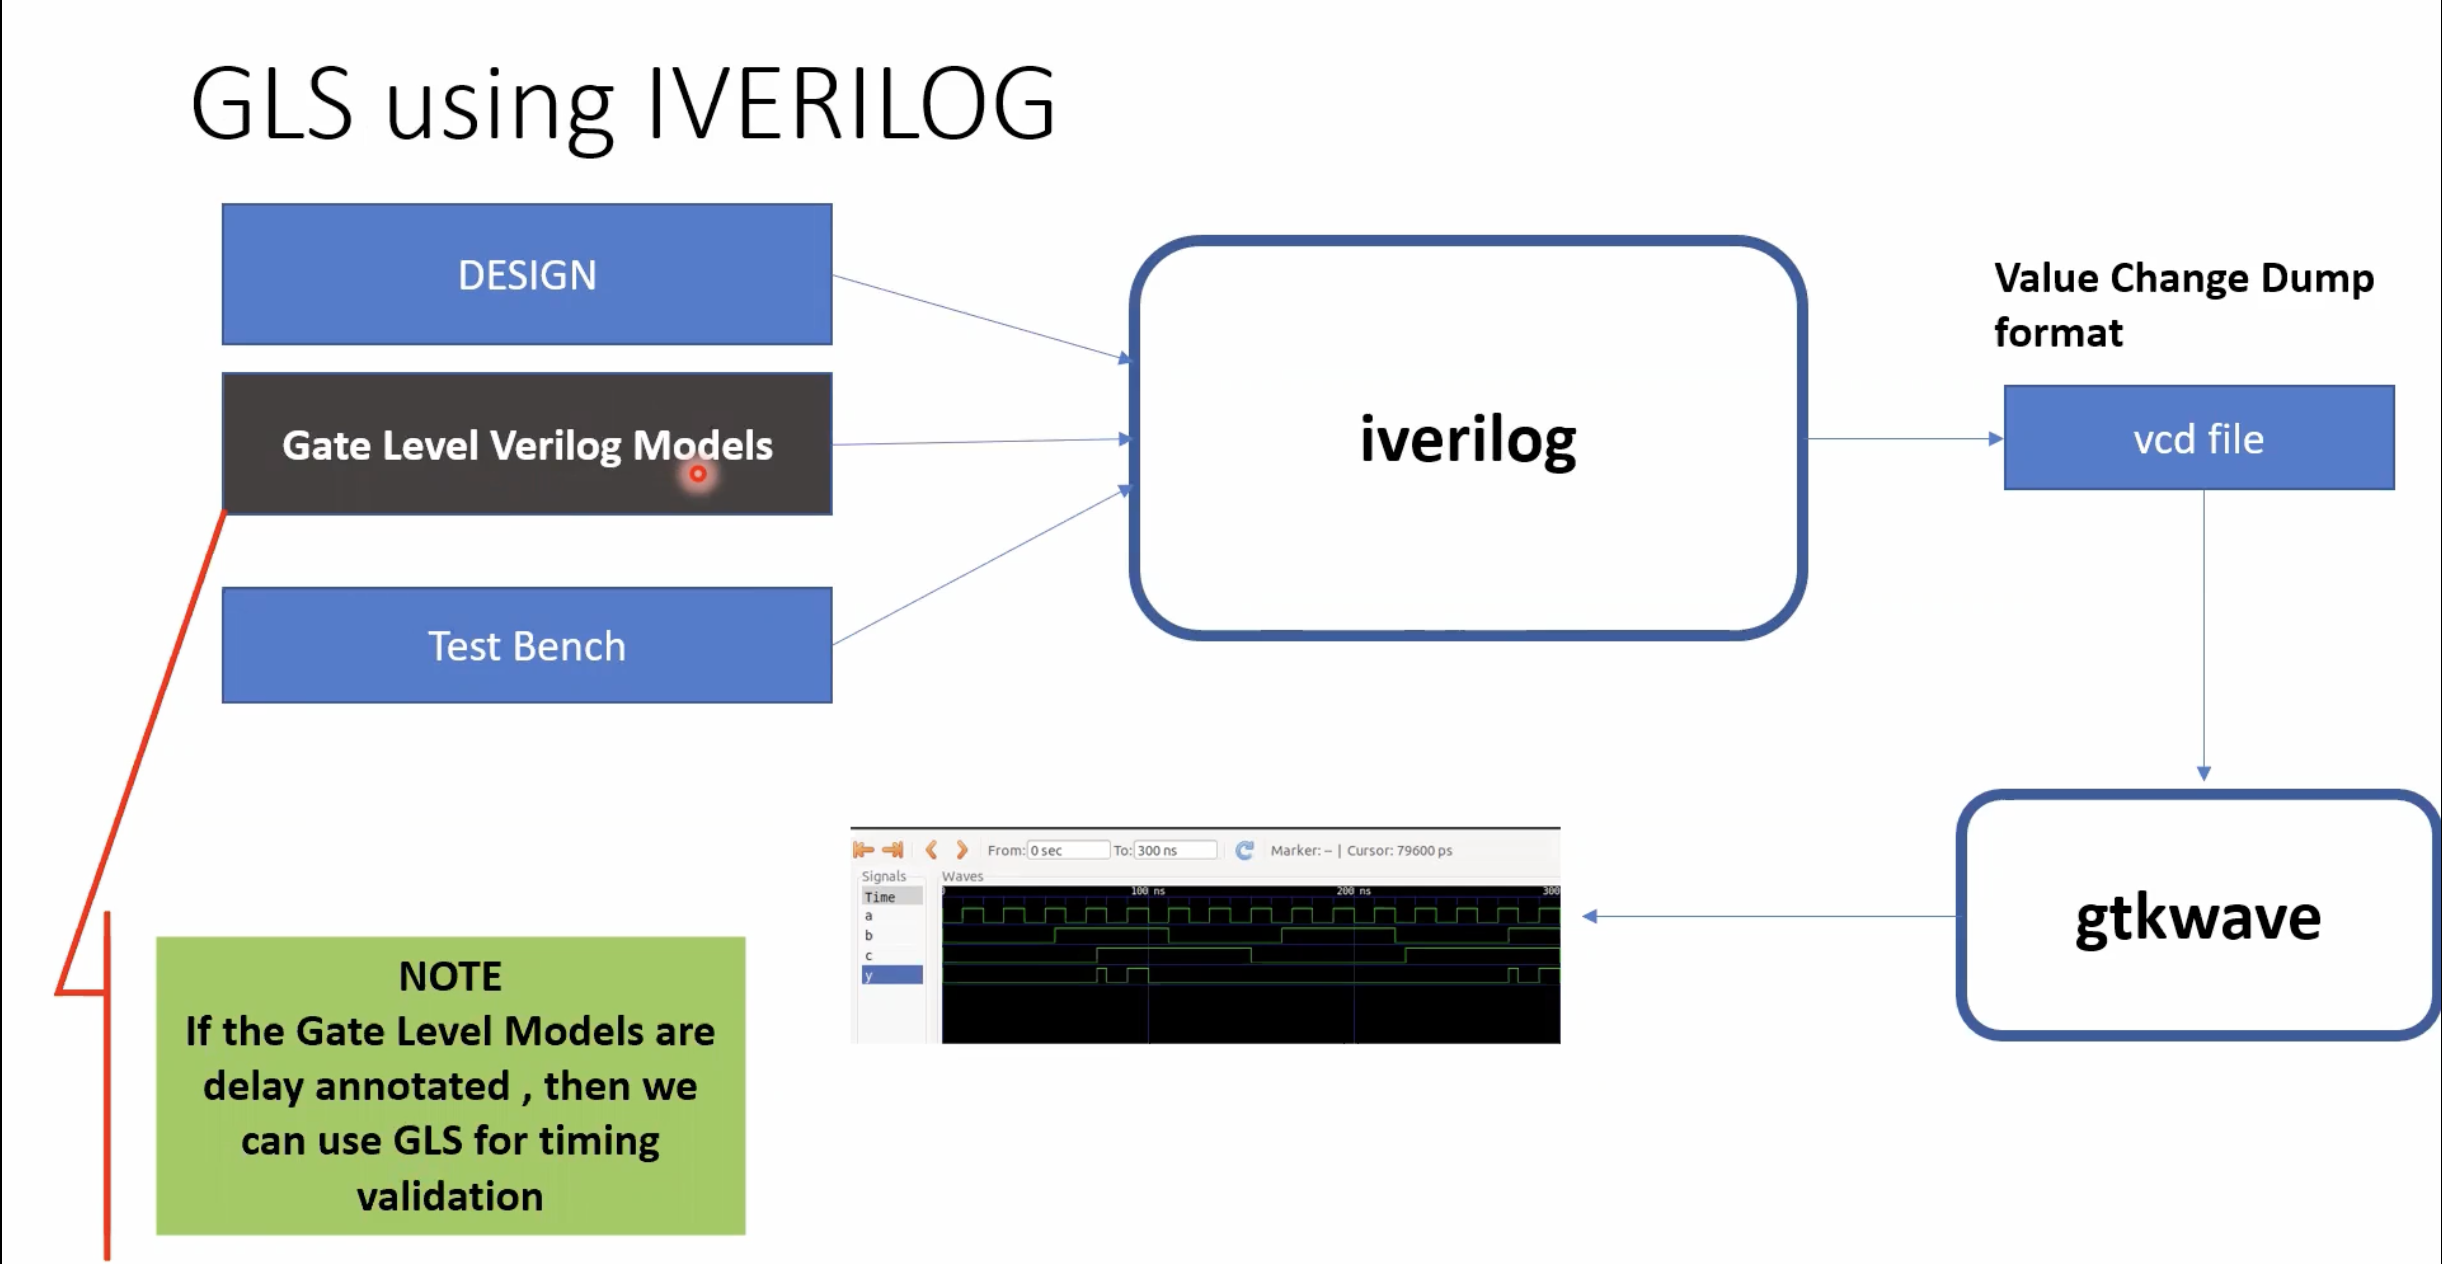 GLS using IVERILOG
DESIGN
Gate Level Verilog Models
Test Bench
iverilog
Value Change Dump
format
vcd file
gtkwave
From: 0 sec To: 300 ns Marker: -- | Cursor: 79600 ps
Signals Waves
Time 100 ns 200 ns 300
a
b
c
y
NOTE
If the Gate Level Models are
delay annotated , then we
can use GLS for timing
validation